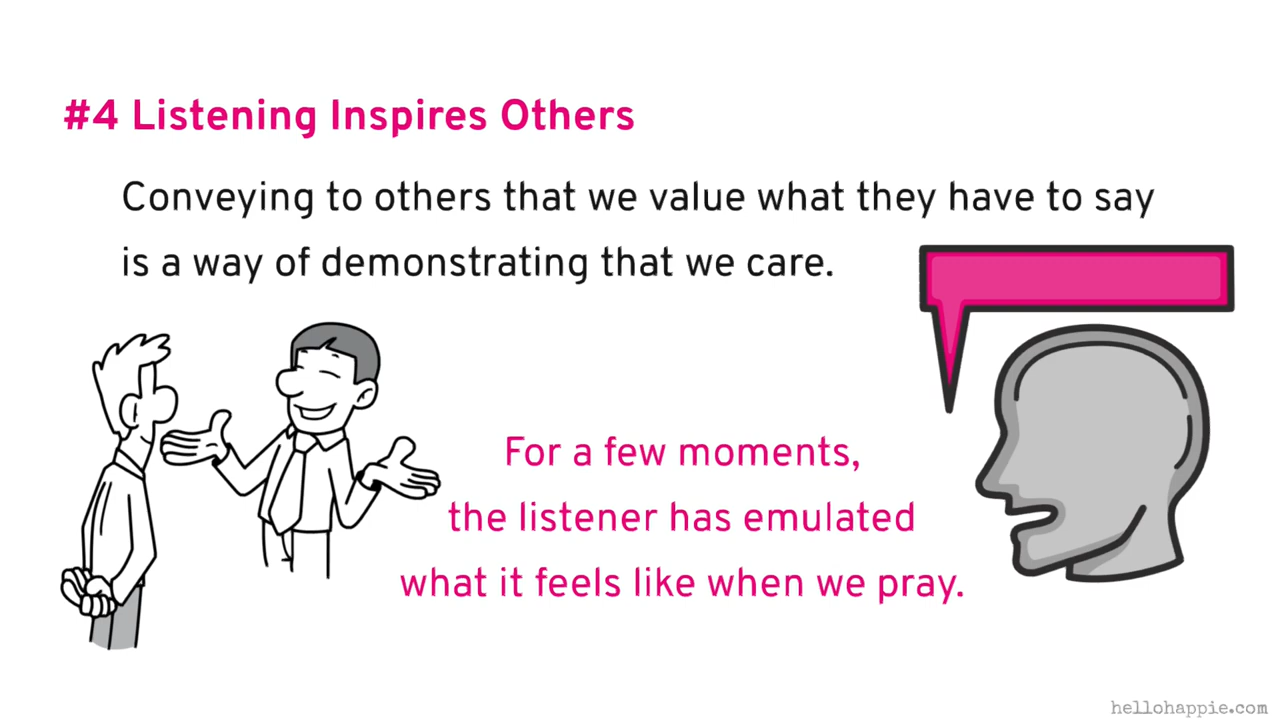 #4 Listening Inspires Others
Conveying to others that we value what they have to say
is a way of demonstrating that we care.
For a few moments,
the listener has emulated
what it feels like when we pray.
hellohappie.com